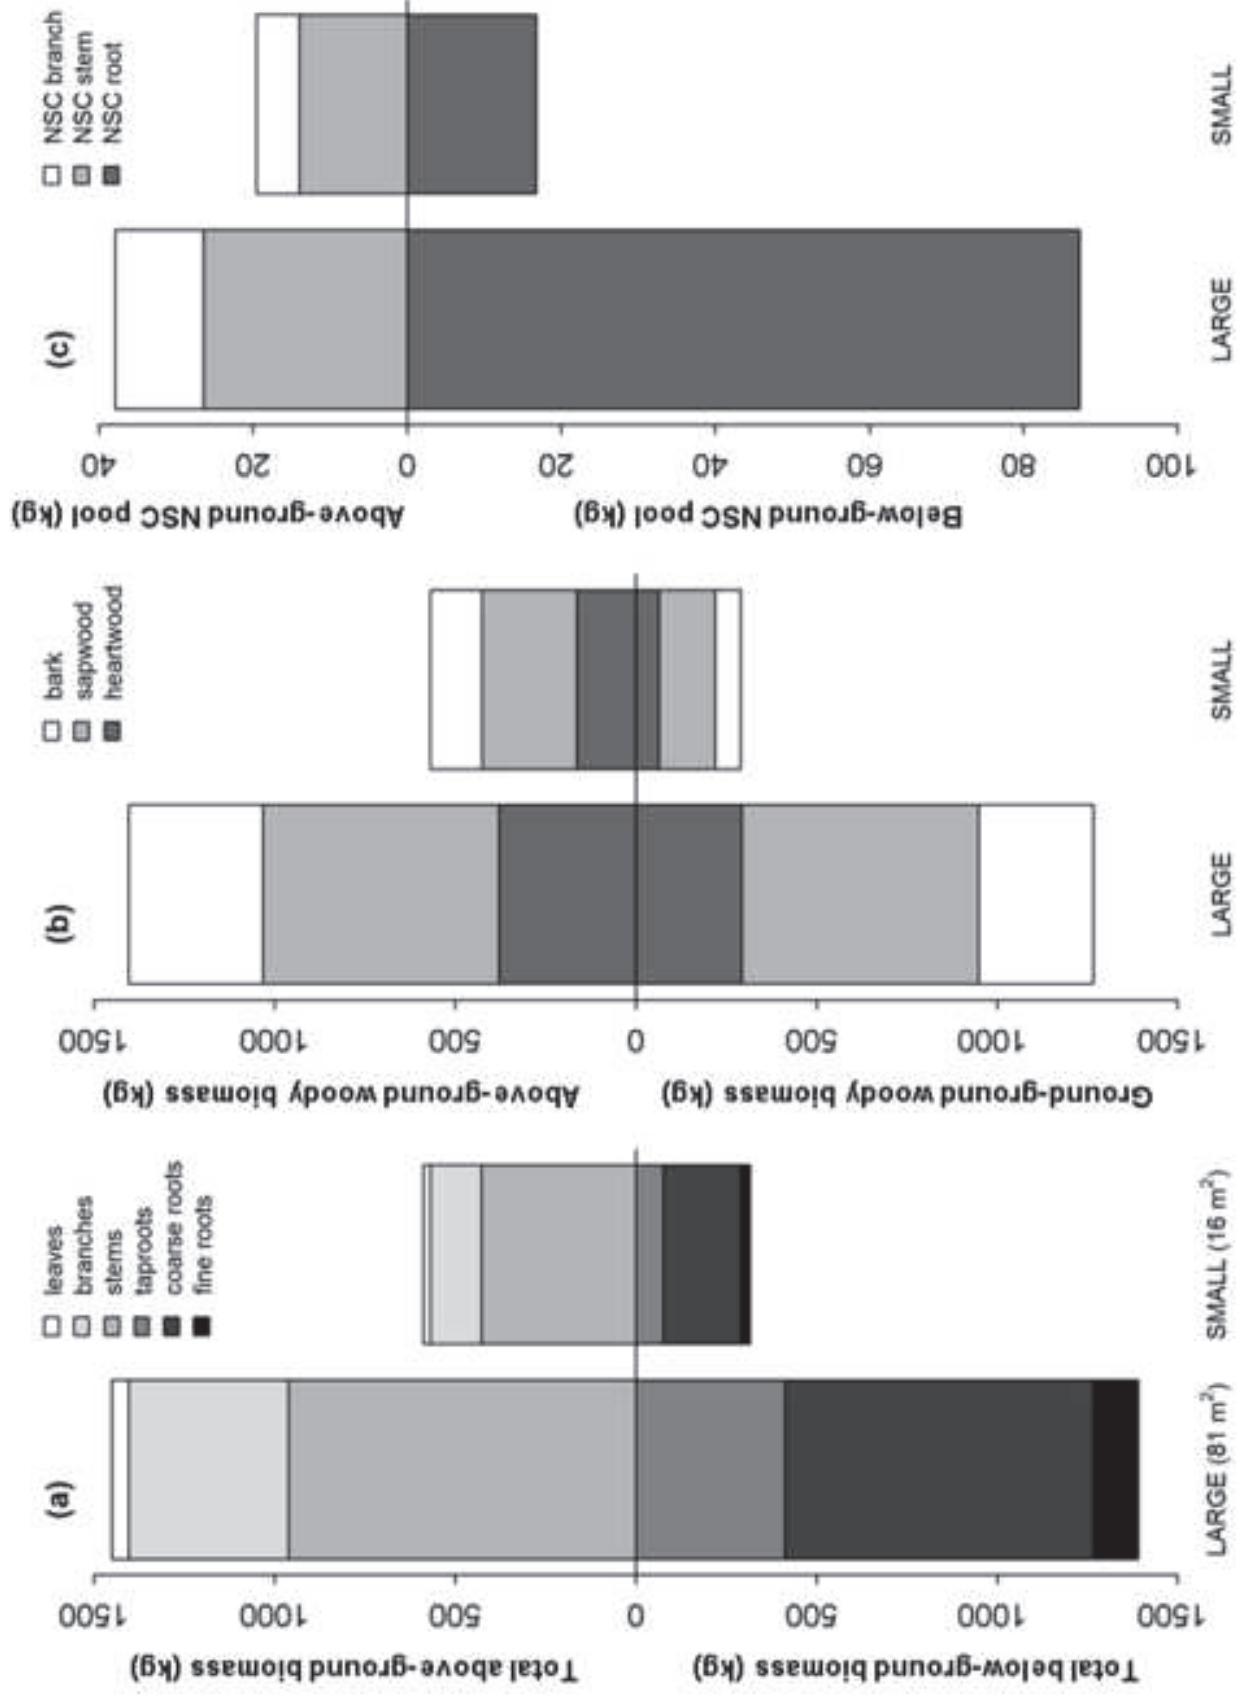 (a)
leaves
branches
stems
taproots
coarse roots
fine roots
Total above-ground biomass (kg)
Total below-ground biomass (kg)
1500
1000
500
0
500
1000
1500
LARGE (81 m²)
SMALL (16 m²)
(b)
bark
sapwood
heartwood
Above-ground woody biomass (kg)
Ground-ground woody biomass (kg)
1500
1000
500
0
500
1000
1500
LARGE
SMALL
(c)
NSC branch
NSC stem
NSC root
Above-ground NSC pool (kg)
Below-ground NSC pool (kg)
40
20
0
20
40
60
80
100
LARGE
SMALL